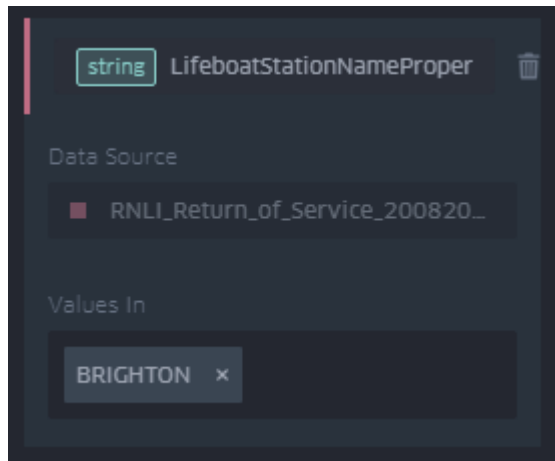 string LifeboatStationNameProper
Data Source
RNLI_Return_of_Service_200820...
Values In
BRIGHTON ×